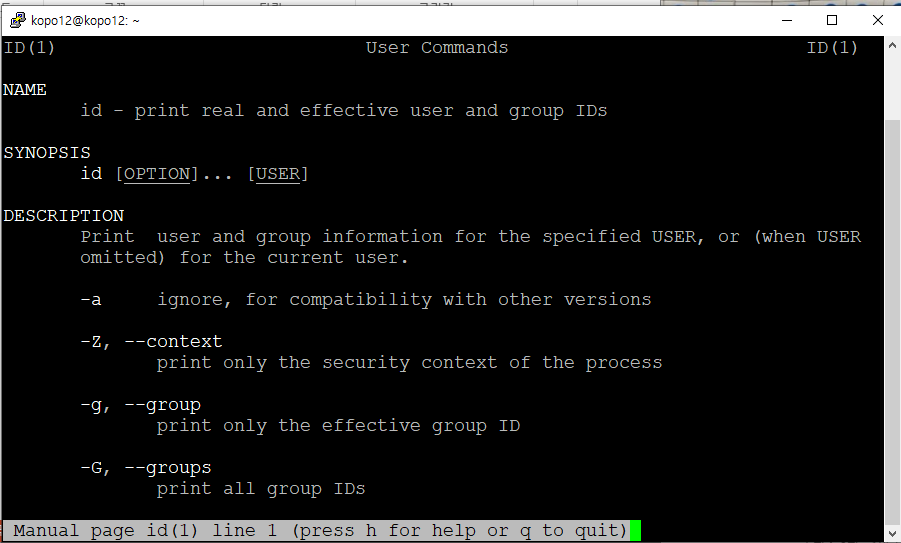 kopo12@kopo12: ~
ID(1) User Commands ID(1)
NAME
id - print real and effective user and group IDs
SYNOPSIS
id [OPTION]... [USER]
DESCRIPTION
Print user and group information for the specified USER, or (when USER
omitted) for the current user.
-a ignore, for compatibility with other versions
-Z, --context
print only the security context of the process
-g, --group
print only the effective group ID
-G, --groups
print all group IDs
Manual page id(1) line 1 (press h for help or q to quit)